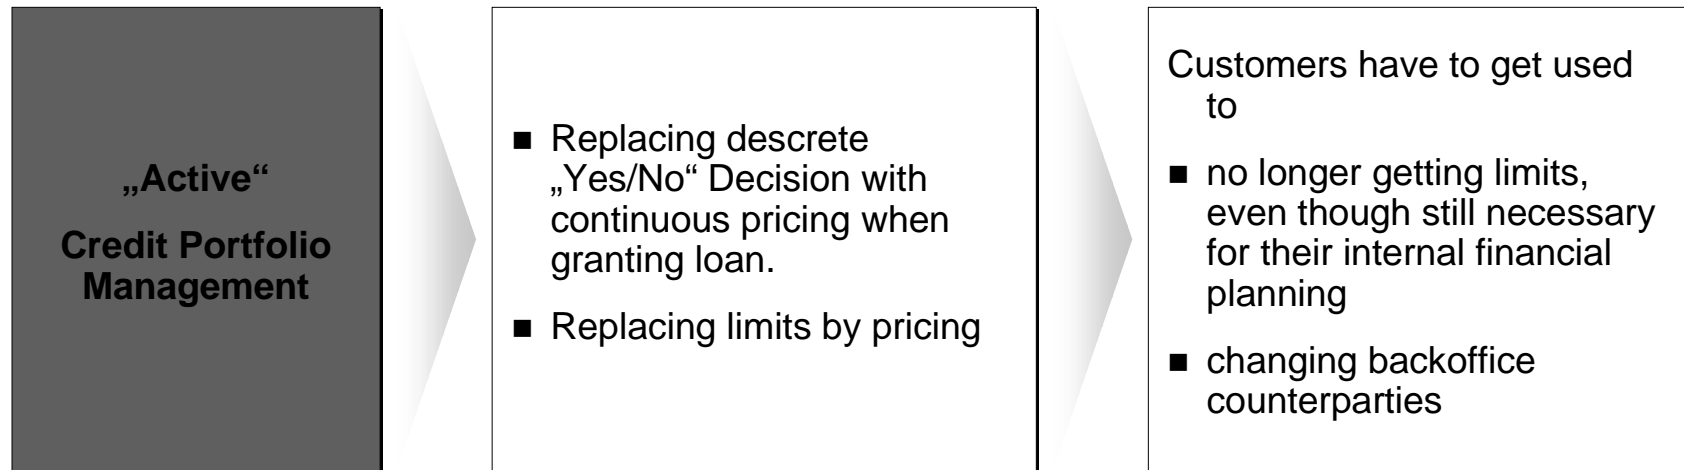 „Active“
Credit Portfolio
Management
■ Replacing descrete
„Yes/No“ Decision with
continuous pricing when
granting loan.
■ Replacing limits by pricing
Customers have to get used
to
■ no longer getting limits,
even though still necessary
for their internal financial
planning
■ changing backoffice
counterparties